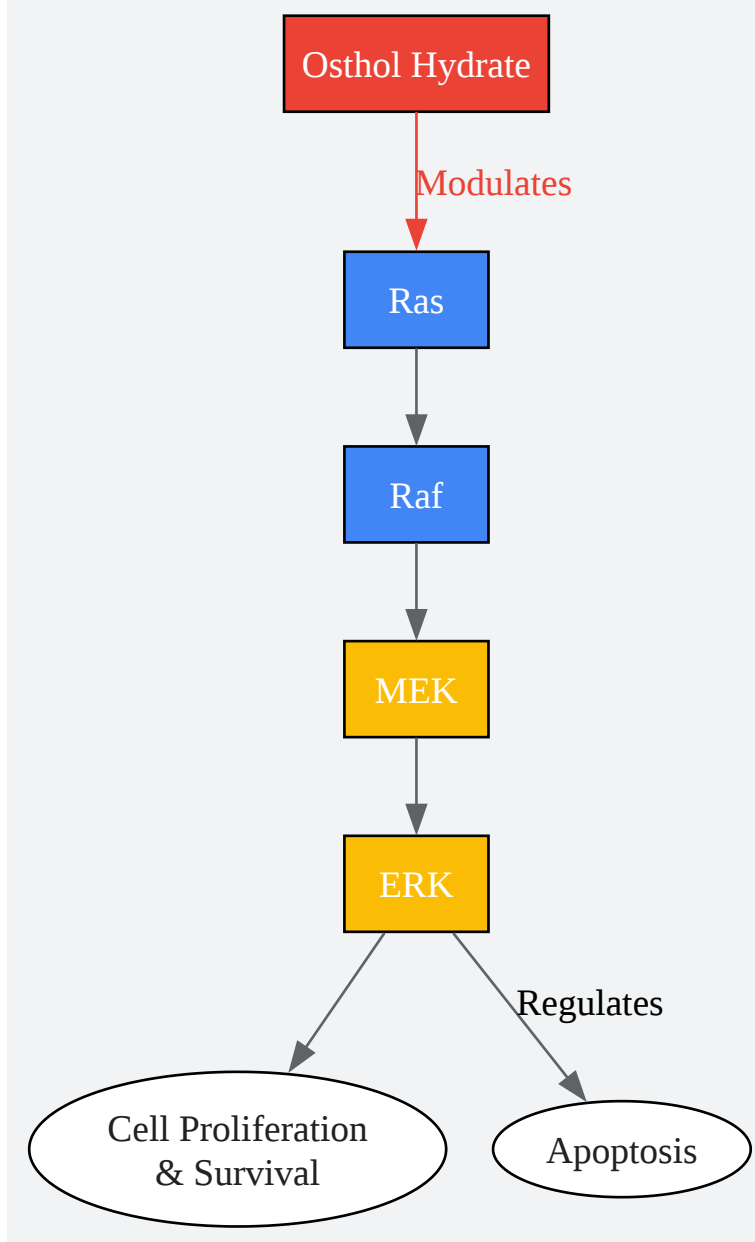 Osthol Hydrate
Modulates
Ras
Raf
MEK
ERK
Regulates
Cell Proliferation
& Survival
Apoptosis